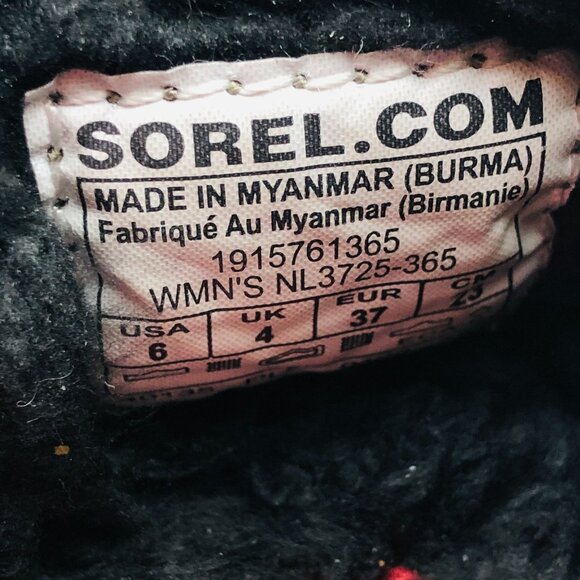 SOREL.COM
MADE IN MYANMAR (BURMA)
Fabriqué Au Myanmar (Birmanie)
1915761365
WMN'S NL3725-365
USA UK EUR CM
6 4 37 23